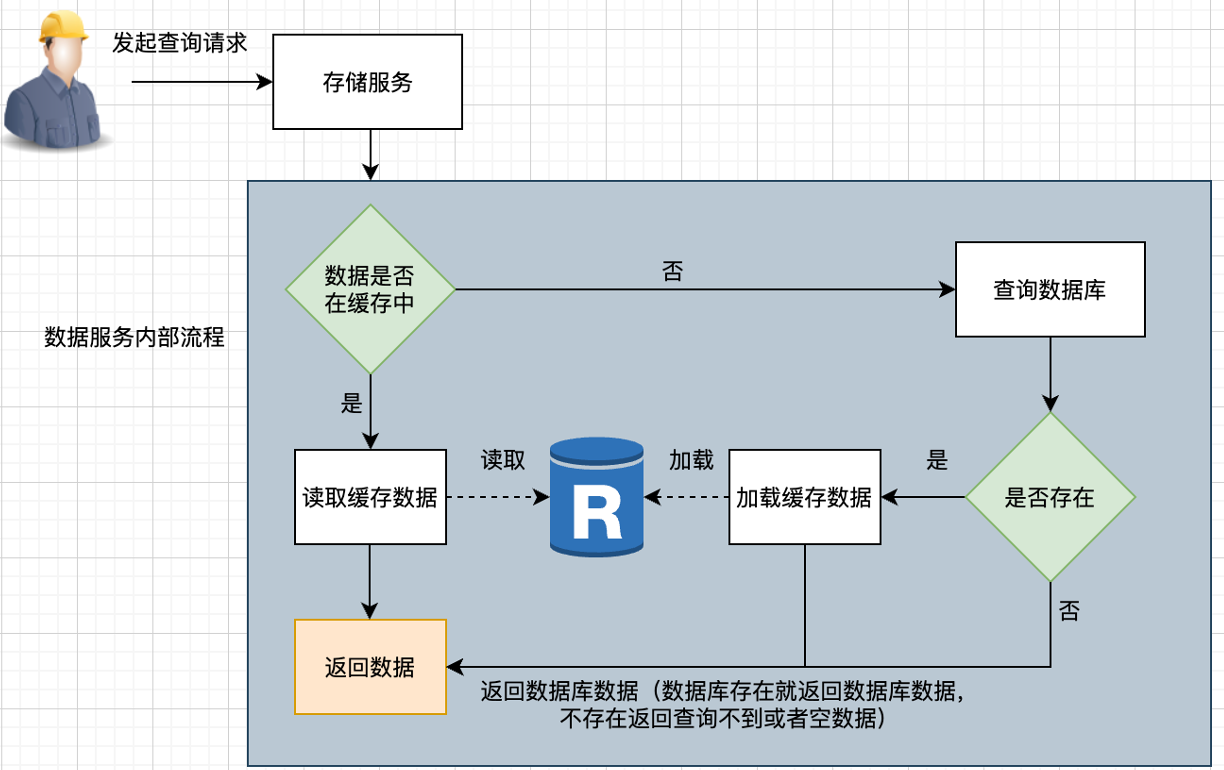 发起查询请求
存储服务
数据是否
在缓存中
否
查询数据库
数据服务内部流程
是
读取
加载
是
读取缓存数据
R
加载缓存数据
是否存在
否
返回数据
返回数据库数据（数据库存在就返回数据库数据，
不存在返回查询不到或者空数据）